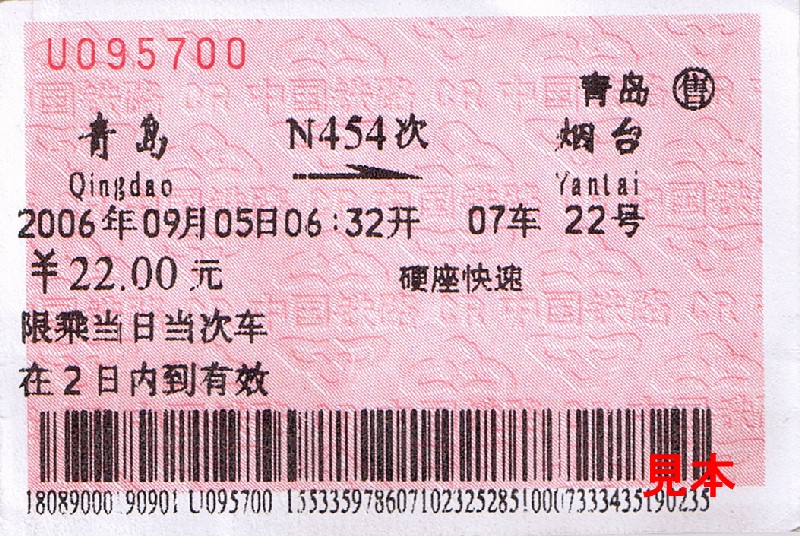 U095700
青岛 售
青岛 N454次 烟台
Qingdao Yantai
2006年09月05日06:32开 07车 22号
¥22.00元 硬座快速
限乘当日当次车
在2日内到有效
見本
U095700